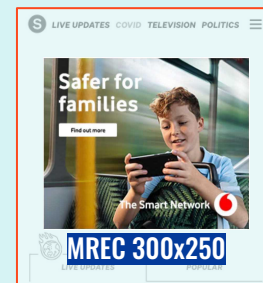 S LIVE UPDATES COVID TELEVISION POLITICS
Safer for
families
Find out more
The Smart Network
MREC 300x250
LIVE UPDATES POPULAR